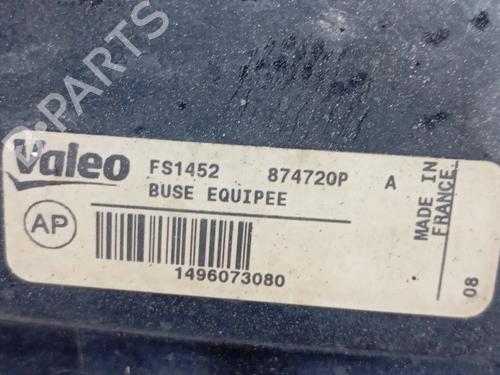 Valeo FS1452 874720P A
BUSE EQUIPEE
AP
1496073080
MADE IN
FRANCE
08
B-PARTS